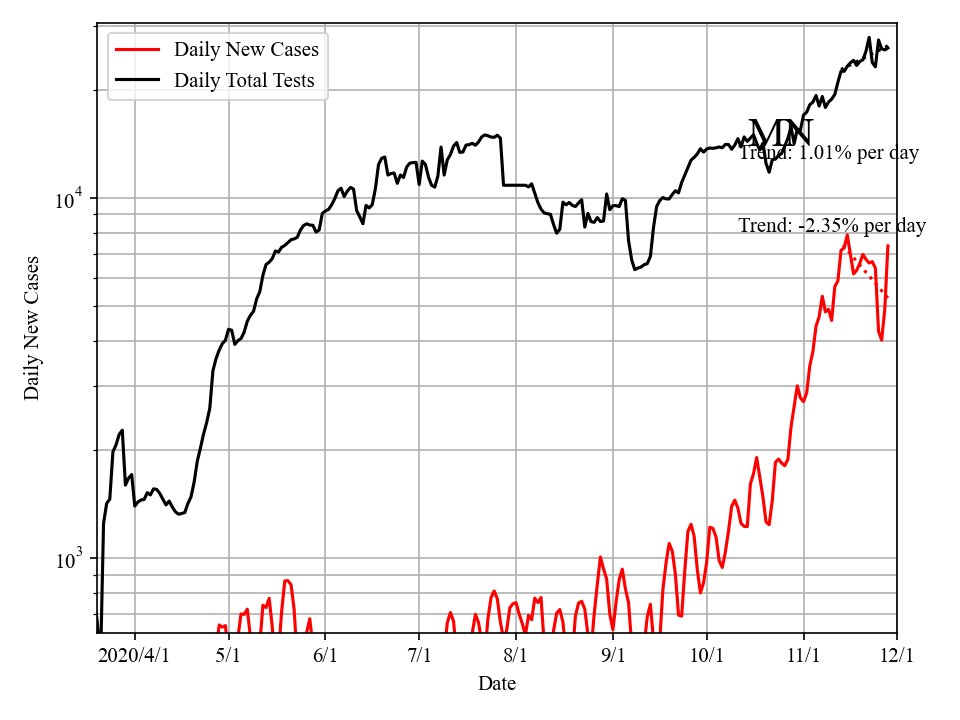 Daily New Cases
Daily Total Tests
MN
Trend: 1.01% per day
Trend: -2.35% per day
10^4
10^3
Daily New Cases
2020/4/1 5/1 6/1 7/1 8/1 9/1 10/1 11/1 12/1
Date